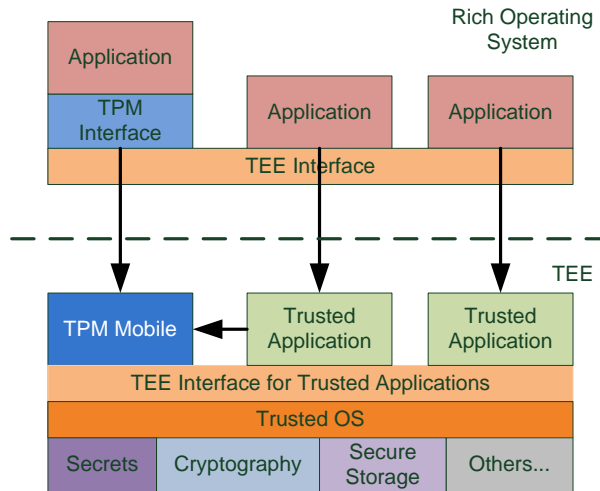 Rich Operating
System
Application
TPM
Interface
Application
Application
TEE Interface
TEE
TPM Mobile
Trusted
Application
Trusted
Application
TEE Interface for Trusted Applications
Trusted OS
Secrets
Cryptography
Secure
Storage
Others...